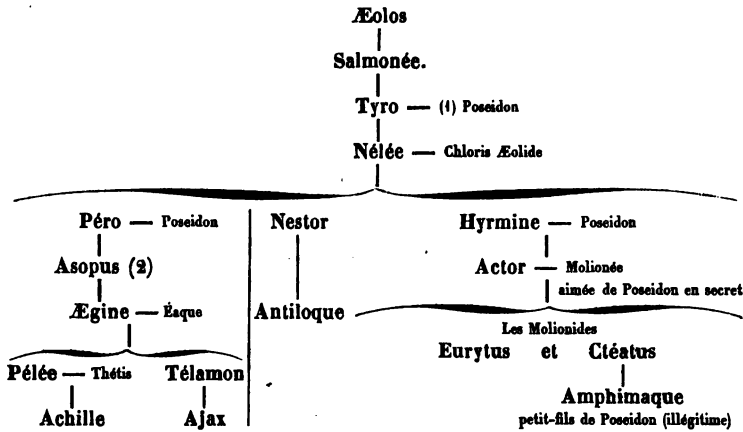 Æolos
Salmonée.
Tyro — (1) Poseidon
Nélée — Chloris Æolide
Péro — Poseidon
Nestor
Hyrmine — Poseidon
Asopus (2)
Actor — Molionée
aimée de Poseidon en secret
Ægine — Éaque
Antiloque
Les Molionides
Eurytus et Ctéatus
Pélée — Thétis
Télamon
Amphimaque
Achille
Ajax
petit-fils de Poseidon (illégitime)